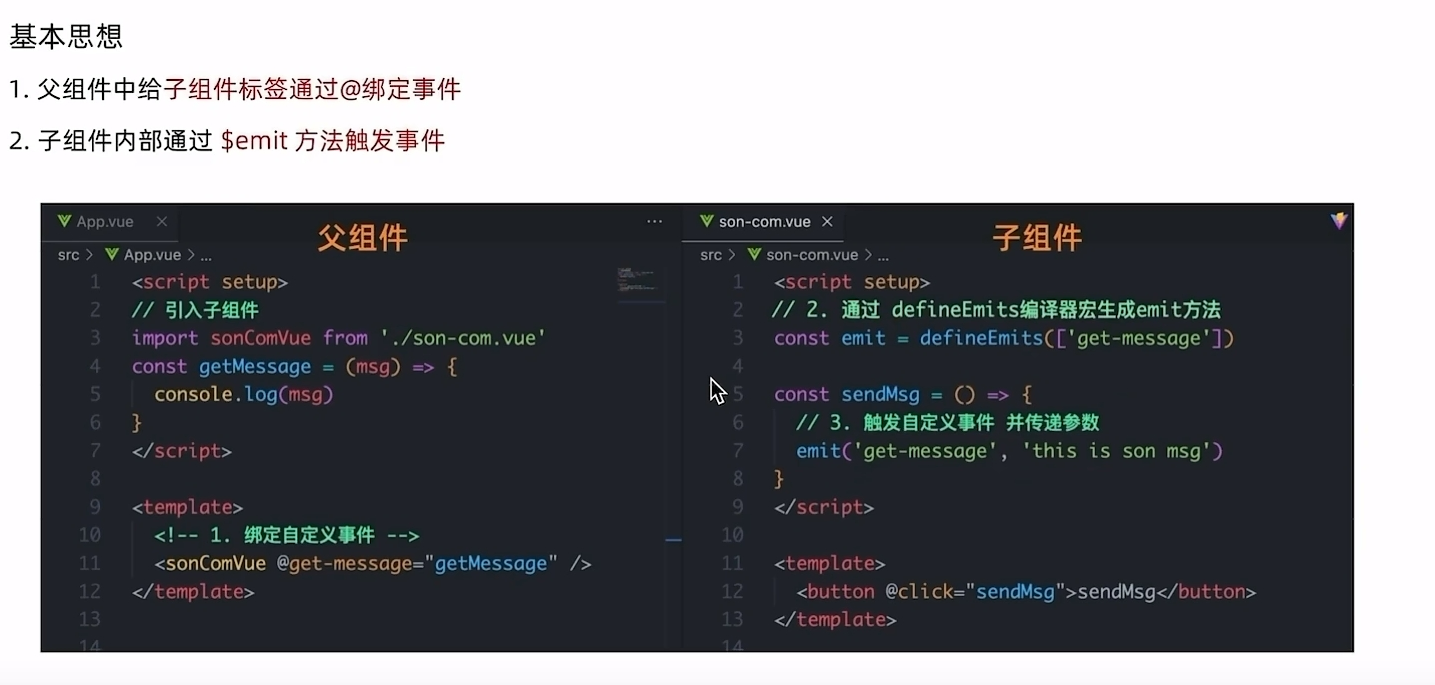 基本思想
1. 父组件中给子组件标签通过@绑定事件
2. 子组件内部通过 $emit 方法触发事件
App.vue
父组件
...
src > App.vue > ...
1 <script setup>
2 // 引入子组件
3 import sonComVue from './son-com.vue'
4 const getMessage = (msg) => {
5 console.log(msg)
6 }
7 </script>
8
9 <template>
10 <!-- 1. 绑定自定义事件 -->
11 <sonComVue @get-message="getMessage" />
12 </template>
13
14
son-com.vue
子组件
src > son-com.vue > ...
1 <script setup>
2 // 2. 通过 defineEmits编译器宏生成emit方法
3 const emit = defineEmits(['get-message'])
4
5 const sendMsg = () => {
6 // 3. 触发自定义事件 并传递参数
7 emit('get-message', 'this is son msg')
8 }
9 </script>
10
11 <template>
12 <button @click="sendMsg">sendMsg</button>
13 </template>
14